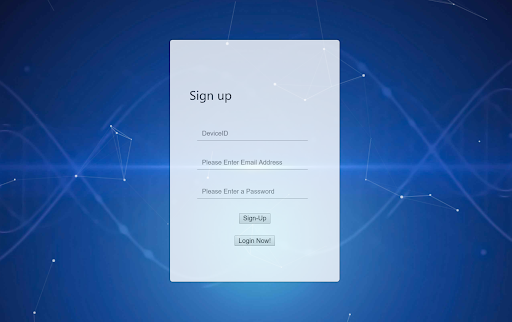 Sign up
DeviceID
Please Enter Email Address
Please Enter a Password
Sign-Up
Login Now!